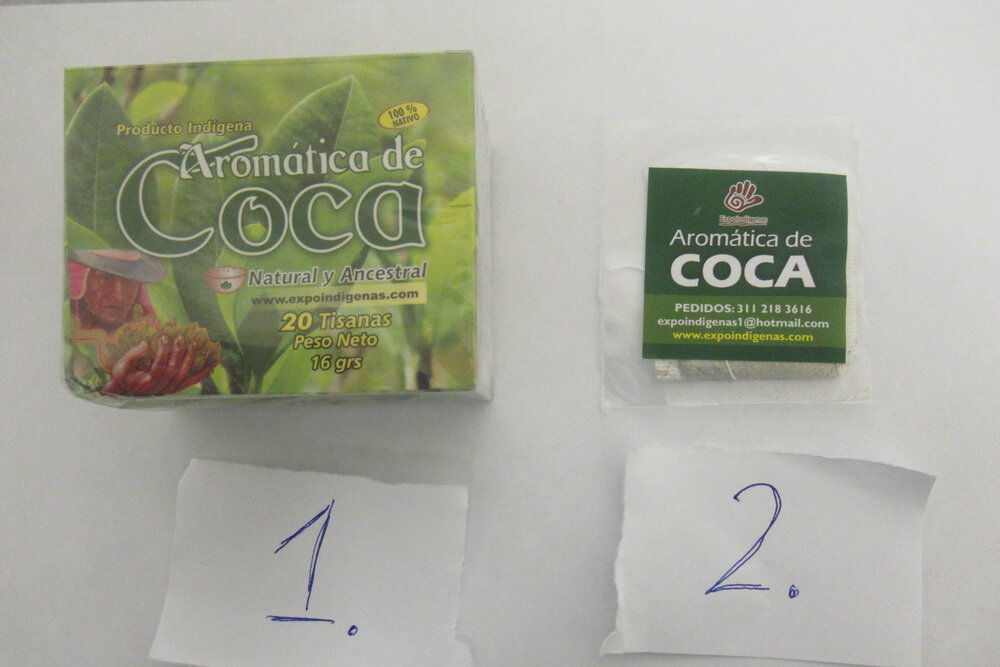 Producto Indígena
100%
NATIVO
Aromática de
Coca
Natural y Ancestral
www.expoindigenas.com
20 Tisanas
Peso Neto
16 grs
Expoindigenas
Aromática de
COCA
PEDIDOS: 311 218 3616
expoindigenas1@hotmail.com
www.expoindigenas.com
1.
2.